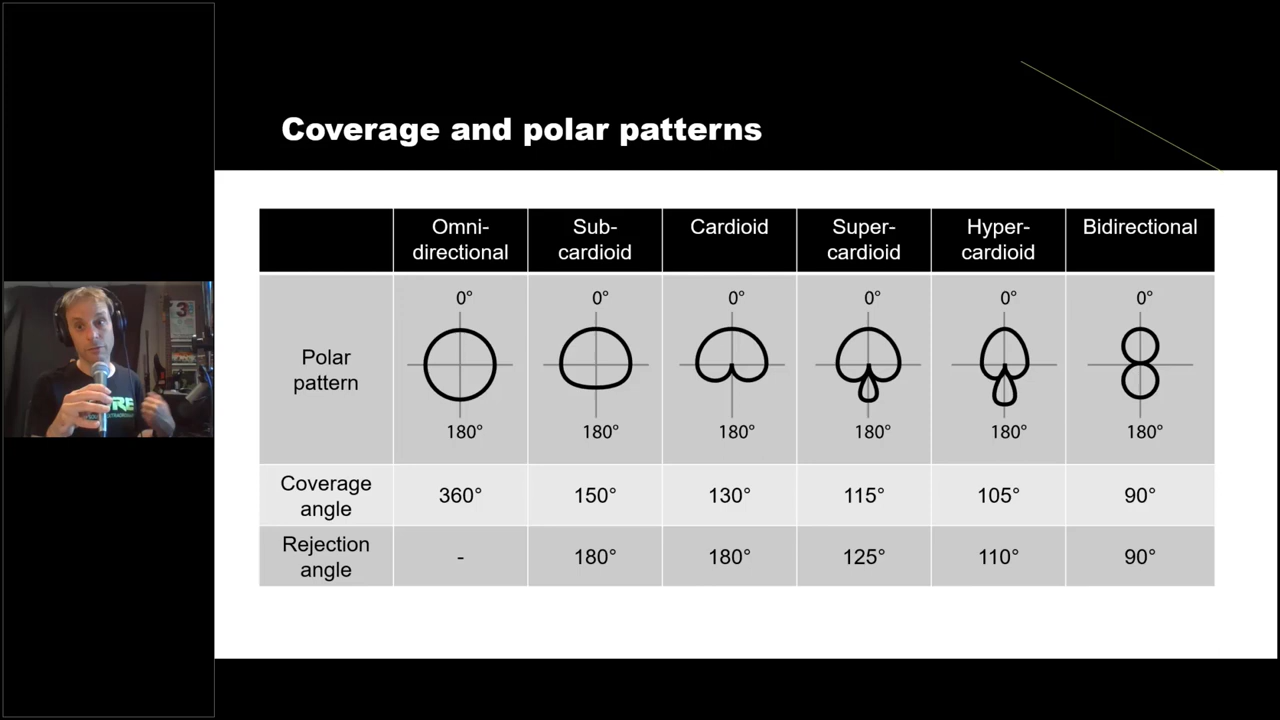 Coverage and polar patterns
Omni-
directional
Sub-
cardioid
Cardioid
Super-
cardioid
Hyper-
cardioid
Bidirectional
Polar
pattern
0°
180°
0°
180°
0°
180°
0°
180°
0°
180°
0°
180°
Coverage
angle
360°
150°
130°
115°
105°
90°
Rejection
angle
-
180°
180°
125°
110°
90°
3